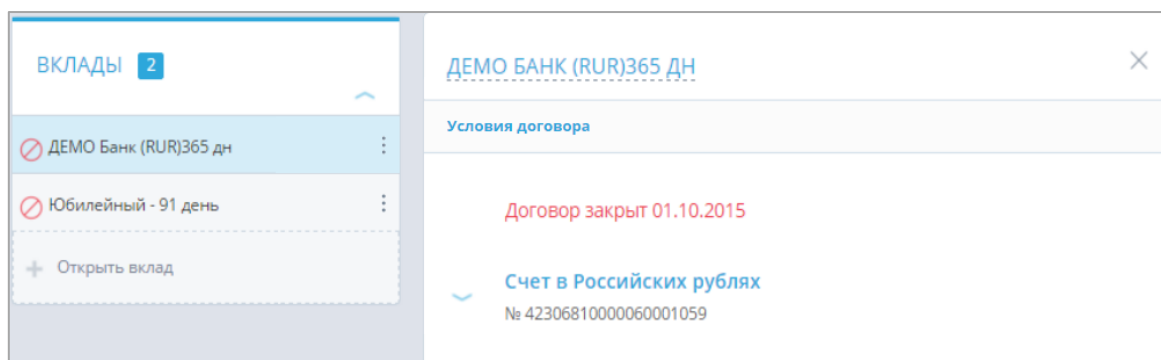 ВКЛАДЫ 2
ДЕМО Банк (RUR)365 дн
Юбилейный - 91 день
Открыть вклад
ДЕМО БАНК (RUR)365 ДН
Условия договора
Договор закрыт 01.10.2015
Счет в Российских рублях
№ 42306810000060001059